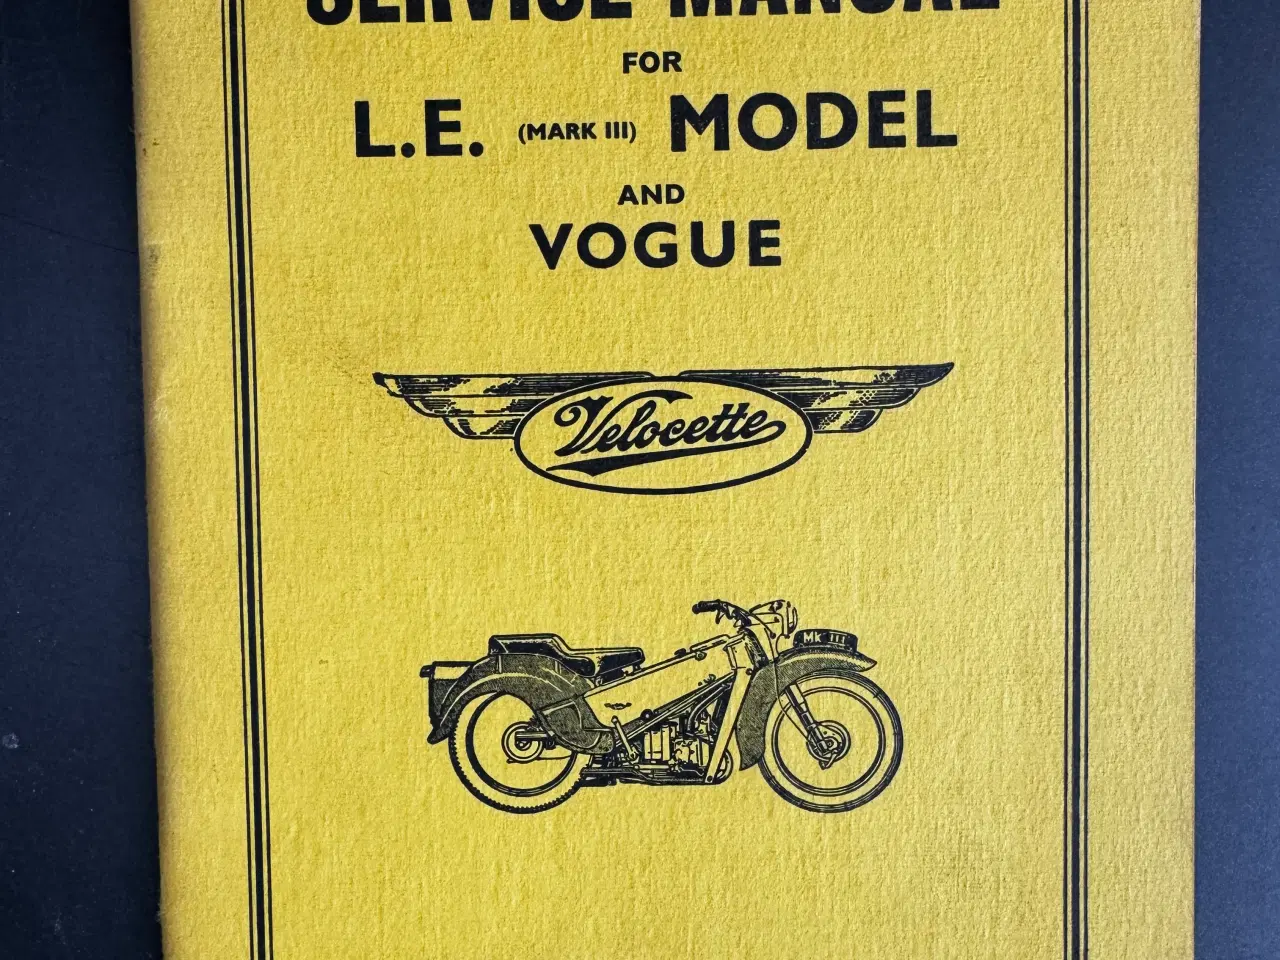 SERVICE MANUAL
FOR
L.E. (MARK III) MODEL
AND
VOGUE
Velocette
Mk III